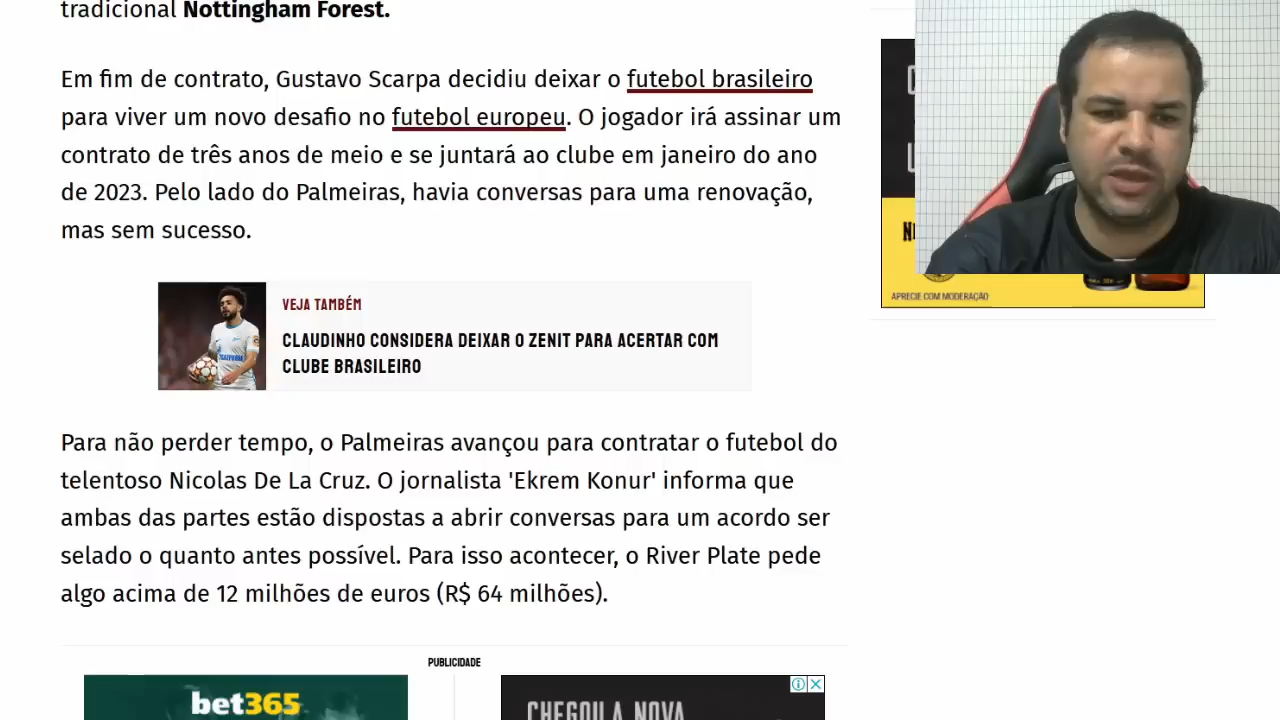 tradicional Nottingham Forest.
Em fim de contrato, Gustavo Scarpa decidiu deixar o futebol brasileiro
para viver um novo desafio no futebol europeu. O jogador irá assinar um
contrato de três anos de meio e se juntará ao clube em janeiro do ano
de 2023. Pelo lado do Palmeiras, havia conversas para uma renovação,
mas sem sucesso.
VEJA TAMBÉM
CLAUDINHO CONSIDERA DEIXAR O ZENIT PARA ACERTAR COM
CLUBE BRASILEIRO
Para não perder tempo, o Palmeiras avançou para contratar o futebol do
telentoso Nicolas De La Cruz. O jornalista 'Ekrem Konur' informa que
ambas das partes estão dispostas a abrir conversas para um acordo ser
selado o quanto antes possível. Para isso acontecer, o River Plate pede
algo acima de 12 milhões de euros (R$ 64 milhões).
PUBLICIDADE
bet365
CHEGOU A NOVA
APRECIE COM MODERAÇÃO